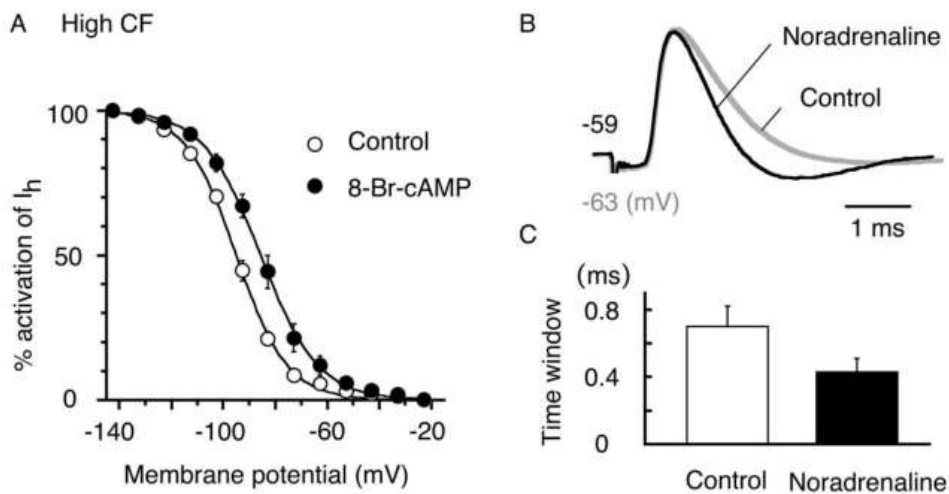 A High CF
100
50
0
% activation of Ih
Control
8-Br-cAMP
-140 -100 -60 -20
Membrane potential (mV)
B
Noradrenaline
Control
-59
-63 (mV)
1 ms
C
(ms)
0.8
0.4
0
Time window
Control Noradrenaline